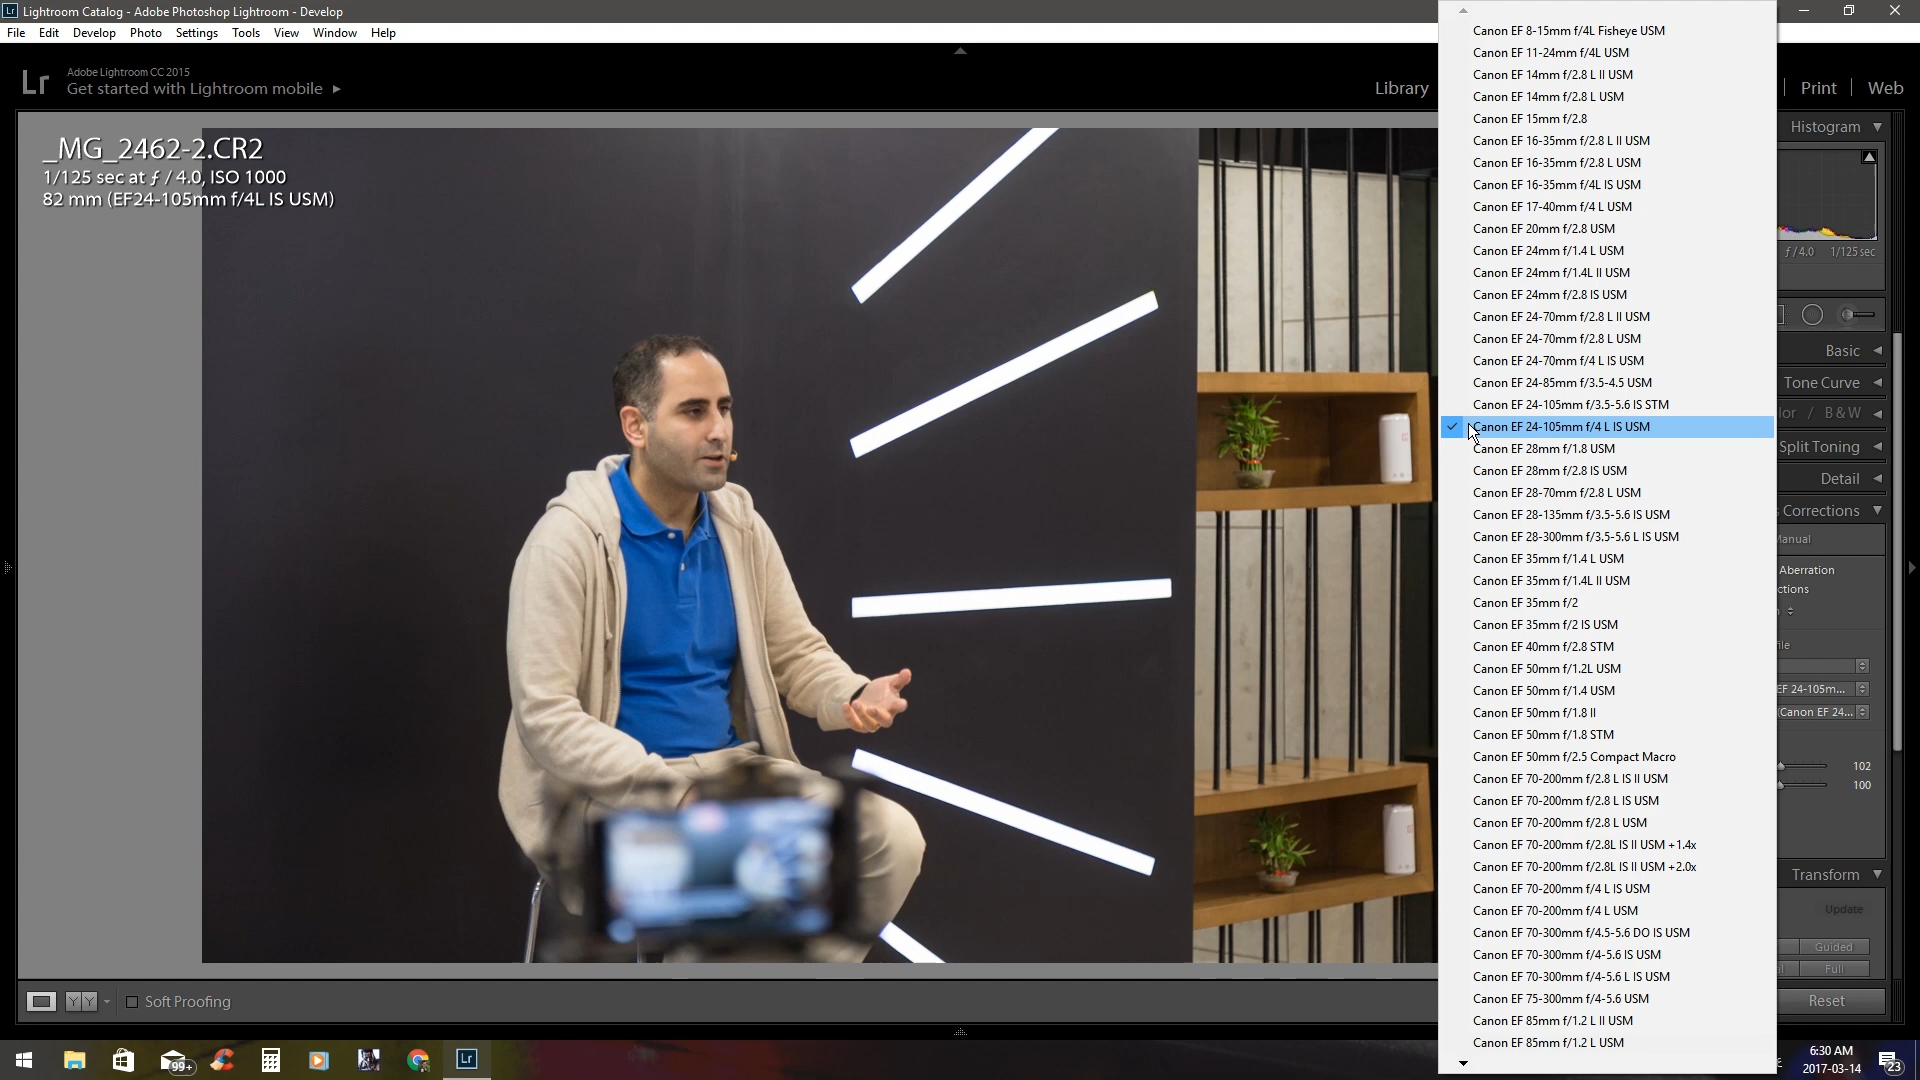 Lightroom Catalog - Adobe Photoshop Lightroom - Develop
File Edit Develop Photo Settings Tools View Window Help
Lr Adobe Lightroom CC 2015
Get started with Lightroom mobile
Library
Print
Web
_MG_2462-2.CR2
1/125 sec at ƒ / 4.0, ISO 1000
82 mm (EF24-105mm f/4L IS USM)
Canon EF 8-15mm f/4L Fisheye USM
Canon EF 11-24mm f/4L USM
Canon EF 14mm f/2.8 L II USM
Canon EF 14mm f/2.8 L USM
Canon EF 15mm f/2.8
Canon EF 16-35mm f/2.8 L II USM
Canon EF 16-35mm f/2.8 L USM
Canon EF 16-35mm f/4L IS USM
Canon EF 17-40mm f/4 L USM
Canon EF 20mm f/2.8 USM
Canon EF 24mm f/1.4 L USM
Canon EF 24mm f/1.4L II USM
Canon EF 24mm f/2.8 IS USM
Canon EF 24-70mm f/2.8 L II USM
Canon EF 24-70mm f/2.8 L USM
Canon EF 24-70mm f/4 L IS USM
Canon EF 24-85mm f/3.5-4.5 USM
Canon EF 24-105mm f/3.5-5.6 IS STM
Canon EF 24-105mm f/4 L IS USM
Canon EF 28mm f/1.8 USM
Canon EF 28mm f/2.8 IS USM
Canon EF 28-70mm f/2.8 L USM
Canon EF 28-135mm f/3.5-5.6 IS USM
Canon EF 28-300mm f/3.5-5.6 L IS USM
Canon EF 35mm f/1.4 L USM
Canon EF 35mm f/1.4L II USM
Canon EF 35mm f/2
Canon EF 35mm f/2 IS USM
Canon EF 40mm f/2.8 STM
Canon EF 50mm f/1.2L USM
Canon EF 50mm f/1.4 USM
Canon EF 50mm f/1.8 II
Canon EF 50mm f/1.8 STM
Canon EF 50mm f/2.5 Compact Macro
Canon EF 70-200mm f/2.8 L IS II USM
Canon EF 70-200mm f/2.8 L IS USM
Canon EF 70-200mm f/2.8 L USM
Canon EF 70-200mm f/2.8L IS II USM +1.4x
Canon EF 70-200mm f/2.8L IS II USM +2.0x
Canon EF 70-200mm f/4 L IS USM
Canon EF 70-200mm f/4 L USM
Canon EF 70-300mm f/4.5-5.6 DO IS USM
Canon EF 70-300mm f/4-5.6 IS USM
Canon EF 70-300mm f/4-5.6 L IS USM
Canon EF 75-300mm f/4-5.6 USM
Canon EF 85mm f/1.2 L II USM
Canon EF 85mm f/1.2 L USM
Histogram
ƒ / 4.0 1/125 sec
Basic
Tone Curve
lor / B & W
Split Toning
Detail
s Corrections
Manual
Aberration
ctions
file
EF 24-105m...
(Canon EF 24...
102
100
Transform
Update
Guided
Full
Reset
Soft Proofing
99+
Lr
6:30 AM
2017-03-14
23